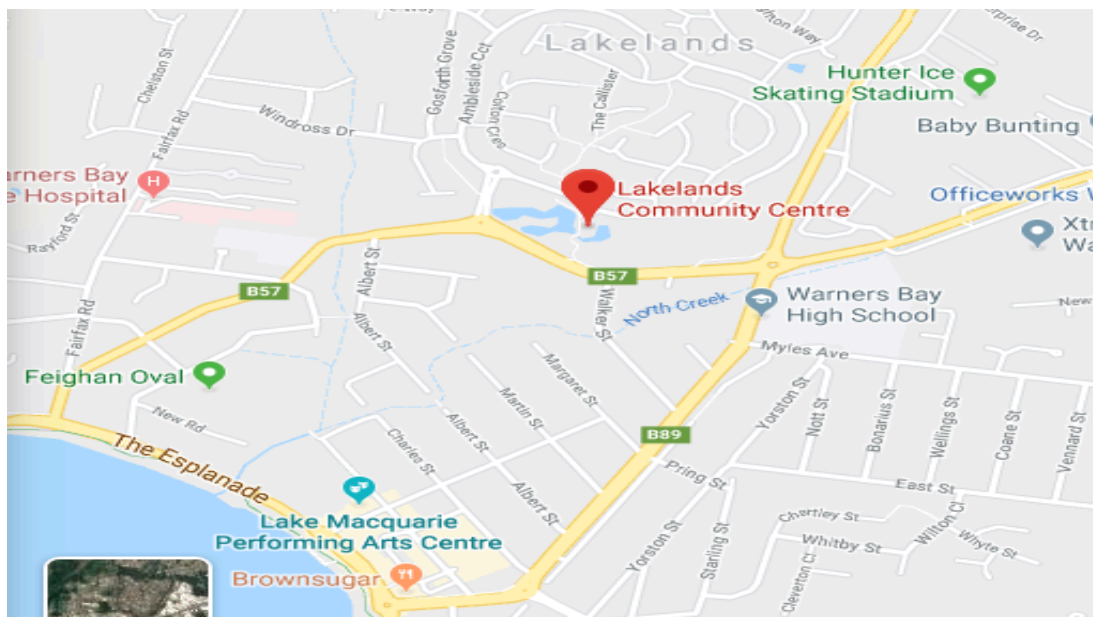 Lakelands
Hunter Ice
Skating Stadium
Baby Bunting
Officeworks
Lakelands
Community Centre
The Callister
Colton Cres
Ambleside Cct
Gosforth Grove
Windross Dr
Chelston St
Fairfax Rd
arners Bay
e Hospital
H
Rayford St
Fairfax Rd
B57
B57
Albert St
Walker St
North Creek
Warners Bay
High School
Myles Ave
Albert St
Feighan Oval
New Rd
The Esplanade
Margaret St
Martin St
Charles St
Albert St
Albert St
B89
Pring St
Yorston St
Nott St
Bonarius St
Wellings St
Coane St
Vennard St
East St
Lake Macquarie
Performing Arts Centre
Brownsugar
Yorston St
Starling St
Chartley St
Whitby St
Wilton Cl
Whyte St
Cleverton Cl